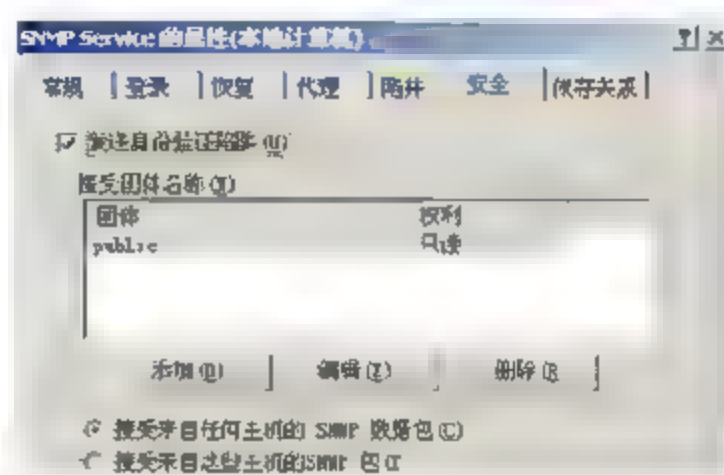 SNMP Service 的属性(本地计算机)
常规 登录 恢复 代理 陷井 安全 依存关系
发送身份验证陷阱(U)
接受团体名称(T)
团体 权利
public 只读
添加(D) 编辑(I) 删除(R
接受来自任何主机的 SNMP 数据包(C)
接受来自这些主机的SNMP 包(T